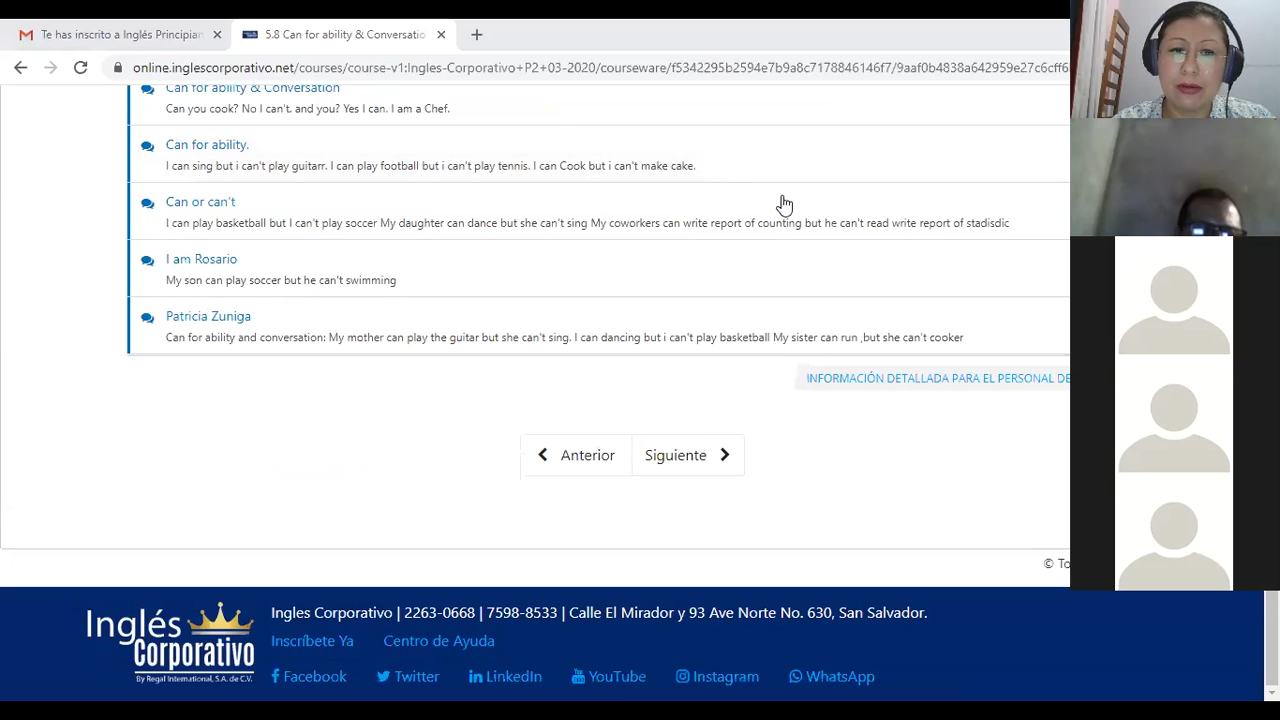 Te has inscrito a Inglés Principian
5.8 Can for ability & Conversatio
online.inglescorporativo.net/courses/course-v1:Ingles-Corporativo+P2+03-2020/courseware/f5342295b2594e7b9a8c7178846146f7/9aaf0b4838a642959e27c6cff6
Can for ability & Conversation
Can you cook? No I can't. and you? Yes I can. I am a Chef.
Can for ability.
I can sing but i can't play guitarr. I can play football but i can't play tennis. I can Cook but i can't make cake.
Can or can't
I can play basketball but I can't play soccer My daughter can dance but she can't sing My coworkers can write report of counting but he can't read write report of stadisdic
I am Rosario
My son can play soccer but he can't swimming
Patricia Zuniga
Can for ability and conversation: My mother can play the guitar but she can't sing. I can dancing but i can't play basketball My sister can run ,but she can't cooker
INFORMACIÓN DETALLADA PARA EL PERSONAL DE
Anterior
Siguiente
© To
Inglés Corporativo
By Regal International, S.A. de C.V.
Ingles Corporativo | 2263-0668 | 7598-8533 | Calle El Mirador y 93 Ave Norte No. 630, San Salvador.
Inscríbete Ya
Centro de Ayuda
Facebook
Twitter
LinkedIn
YouTube
Instagram
WhatsApp